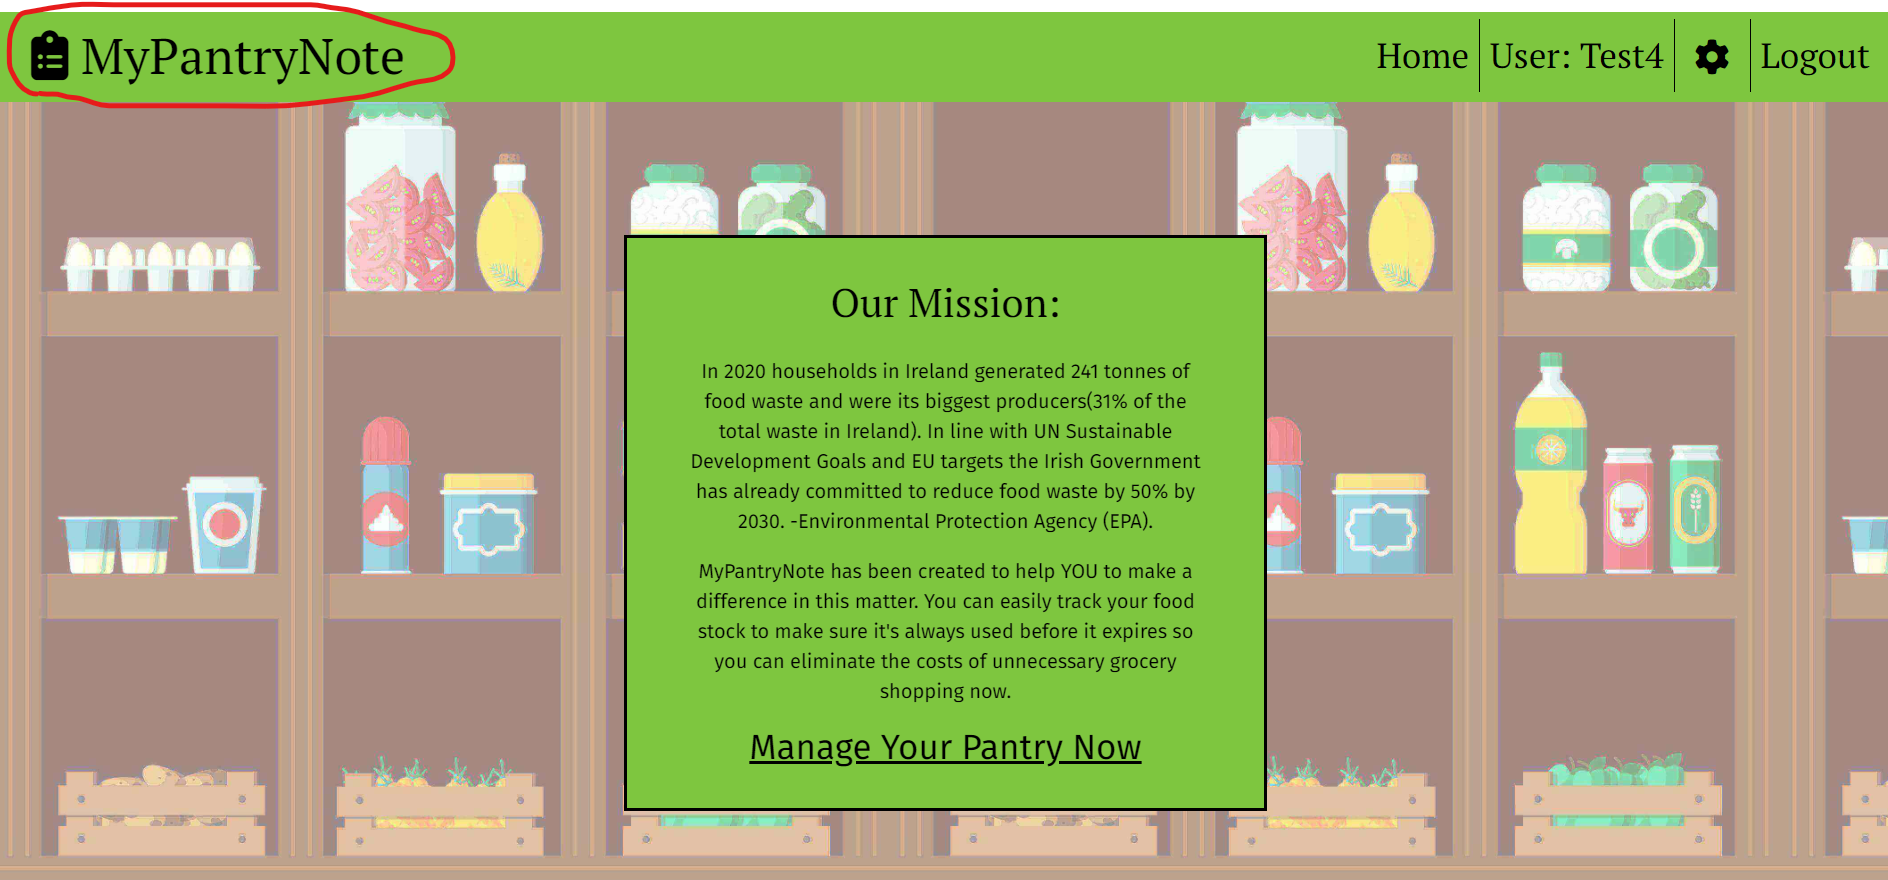 MyPantryNote
Home
User: Test4
Logout
Our Mission:
In 2020 households in Ireland generated 241 tonnes of
food waste and were its biggest producers(31% of the
total waste in Ireland). In line with UN Sustainable
Development Goals and EU targets the Irish Government
has already committed to reduce food waste by 50% by
2030. -Environmental Protection Agency (EPA).
MyPantryNote has been created to help YOU to make a
difference in this matter. You can easily track your food
stock to make sure it's always used before it expires so
you can eliminate the costs of unnecessary grocery
shopping now.
Manage Your Pantry Now